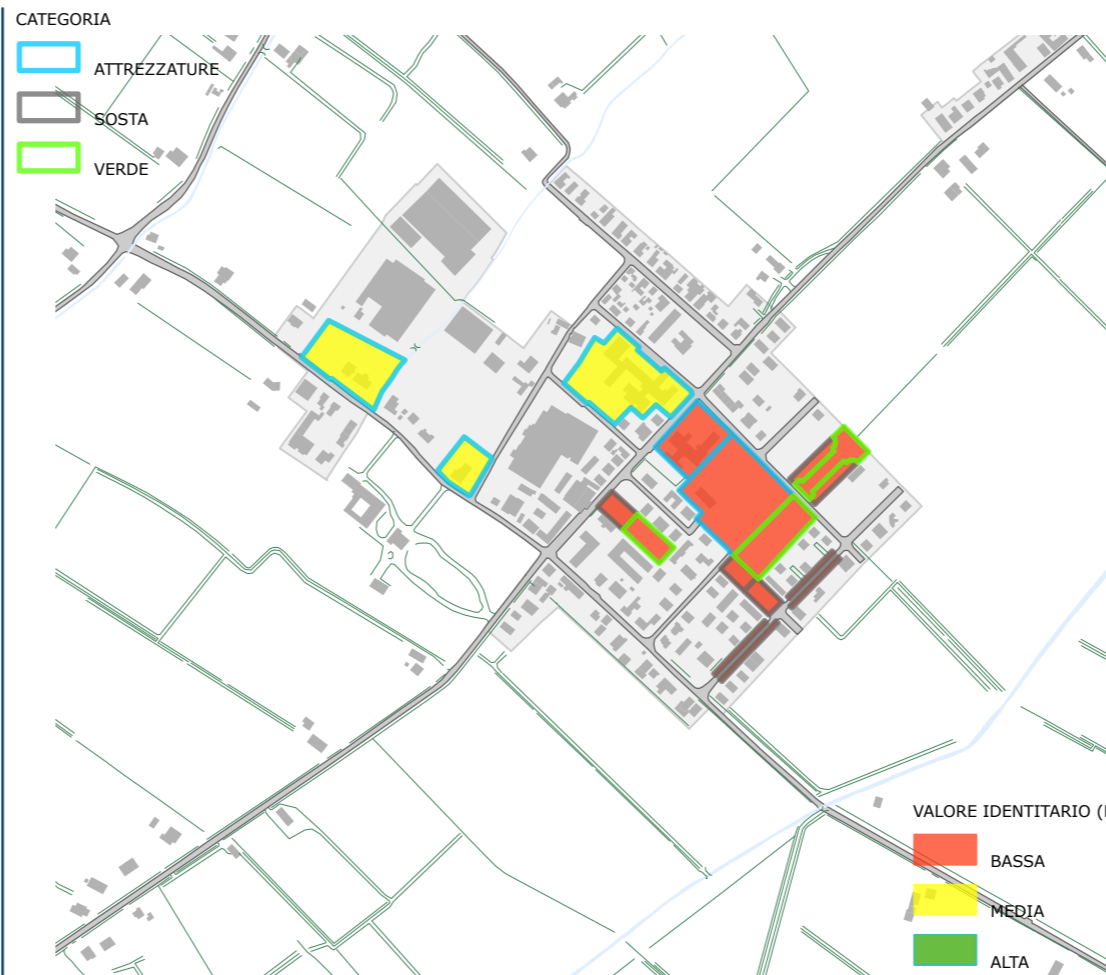 CATEGORIA
ATTREZZATURE
SOSTA
VERDE
VALORE IDENTITARIO (
BASSA
MEDIA
ALTA